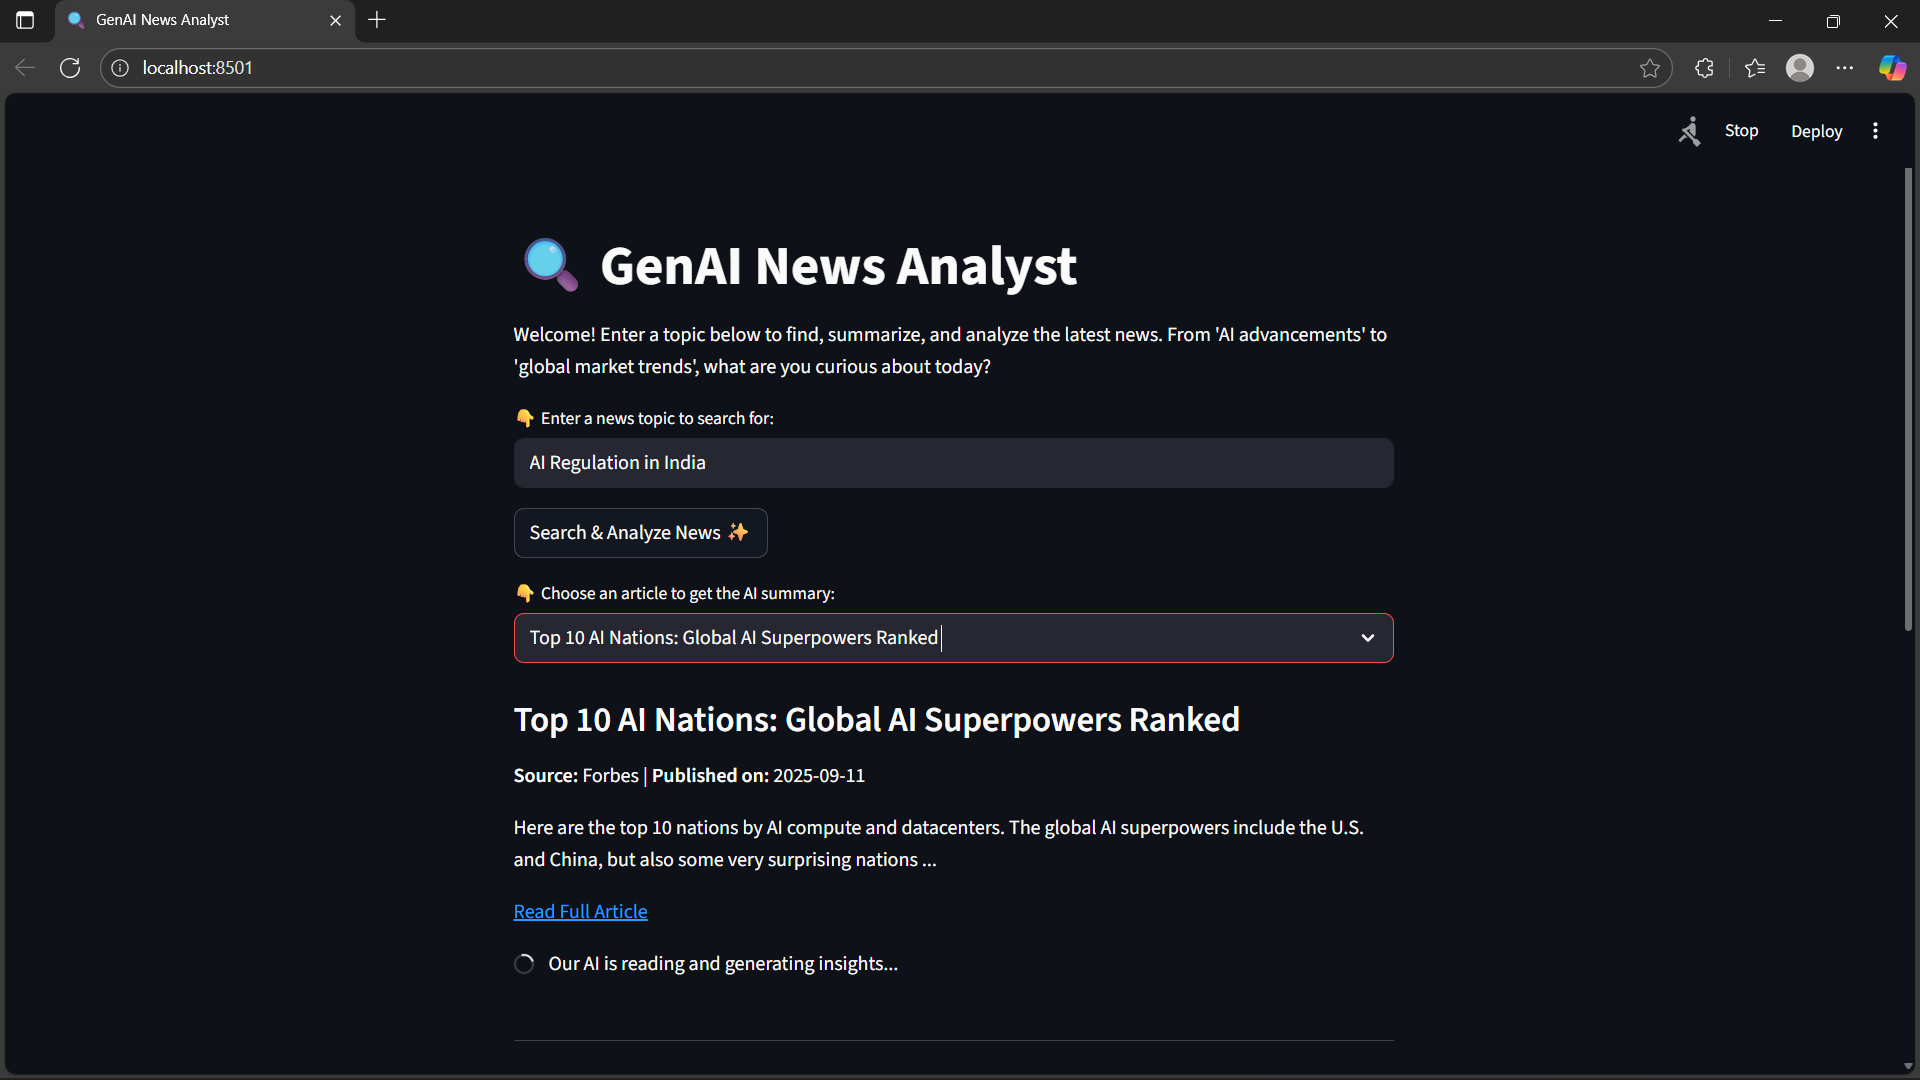 GenAI News Analyst
localhost:8501
Stop
Deploy
GenAI News Analyst
Welcome! Enter a topic below to find, summarize, and analyze the latest news. From 'AI advancements' to
'global market trends', what are you curious about today?
👇 Enter a news topic to search for:
AI Regulation in India
Search & Analyze News ✨
👇 Choose an article to get the AI summary:
Top 10 AI Nations: Global AI Superpowers Ranked
Top 10 AI Nations: Global AI Superpowers Ranked
Source: Forbes | Published on: 2025-09-11
Here are the top 10 nations by AI compute and datacenters. The global AI superpowers include the U.S.
and China, but also some very surprising nations ...
Read Full Article
Our AI is reading and generating insights...